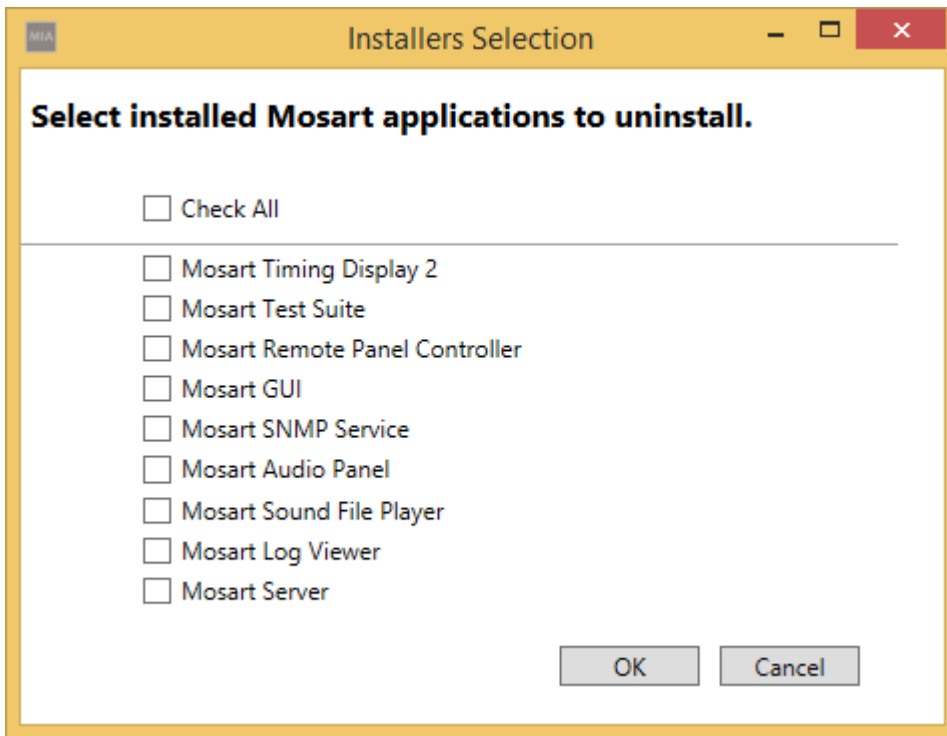 MIA
Installers Selection
Select installed Mosart applications to uninstall.
Check All
Mosart Timing Display 2
Mosart Test Suite
Mosart Remote Panel Controller
Mosart GUI
Mosart SNMP Service
Mosart Audio Panel
Mosart Sound File Player
Mosart Log Viewer
Mosart Server
OK Cancel